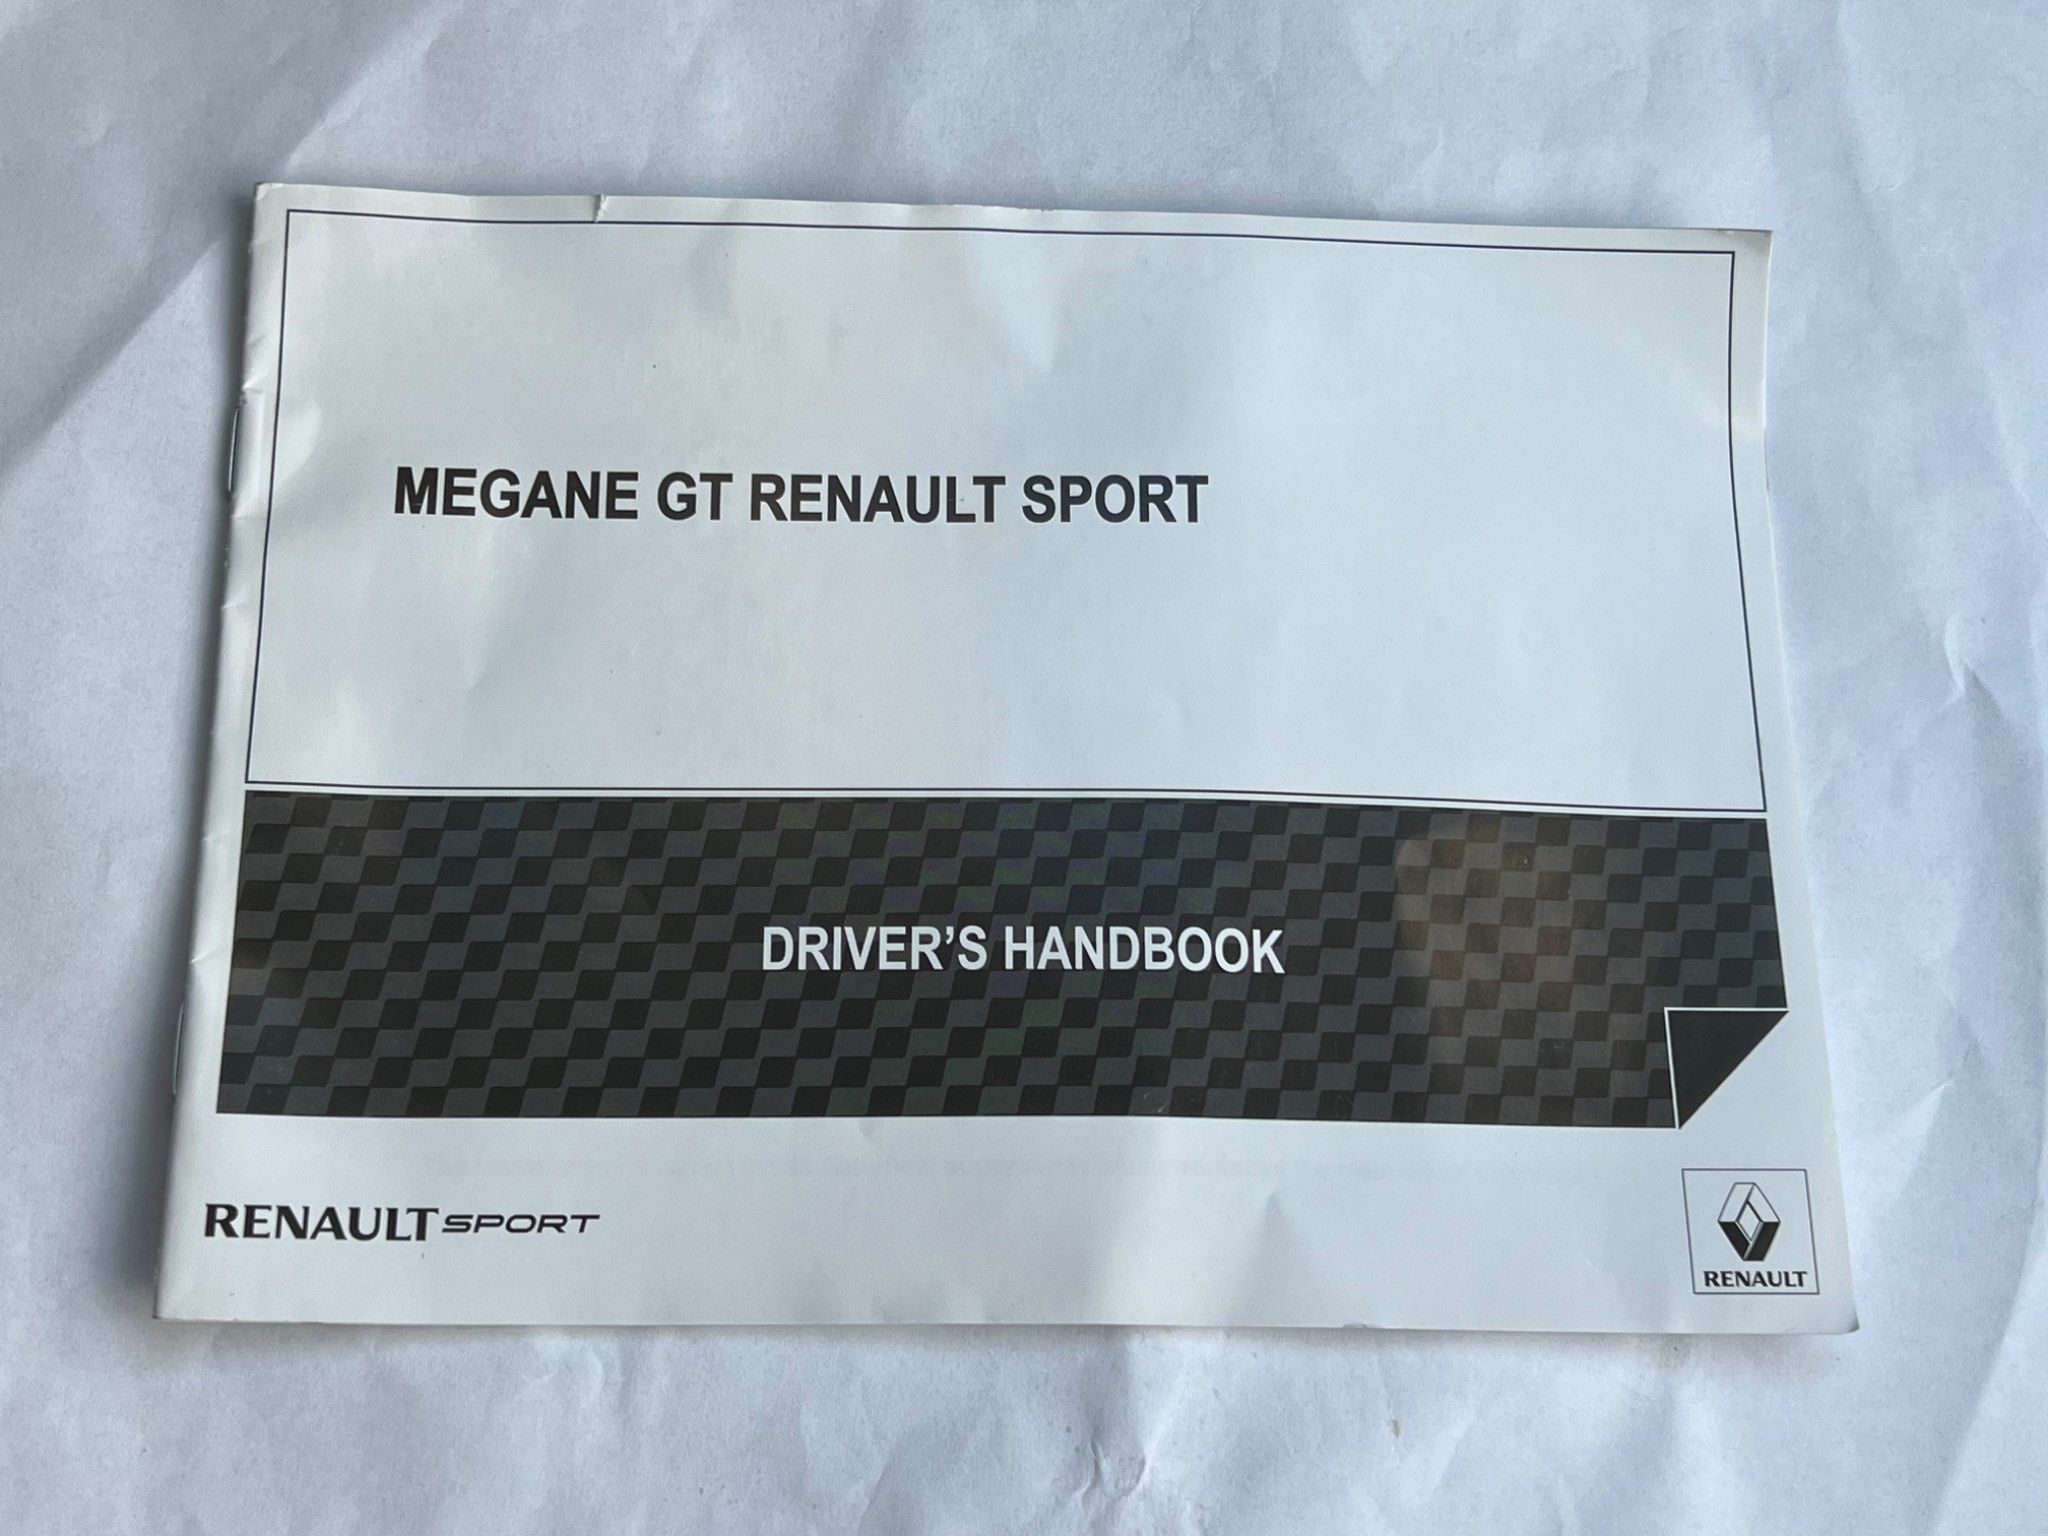 MEGANE GT RENAULT SPORT
DRIVER’S HANDBOOK
RENAULT SPORT
RENAULT